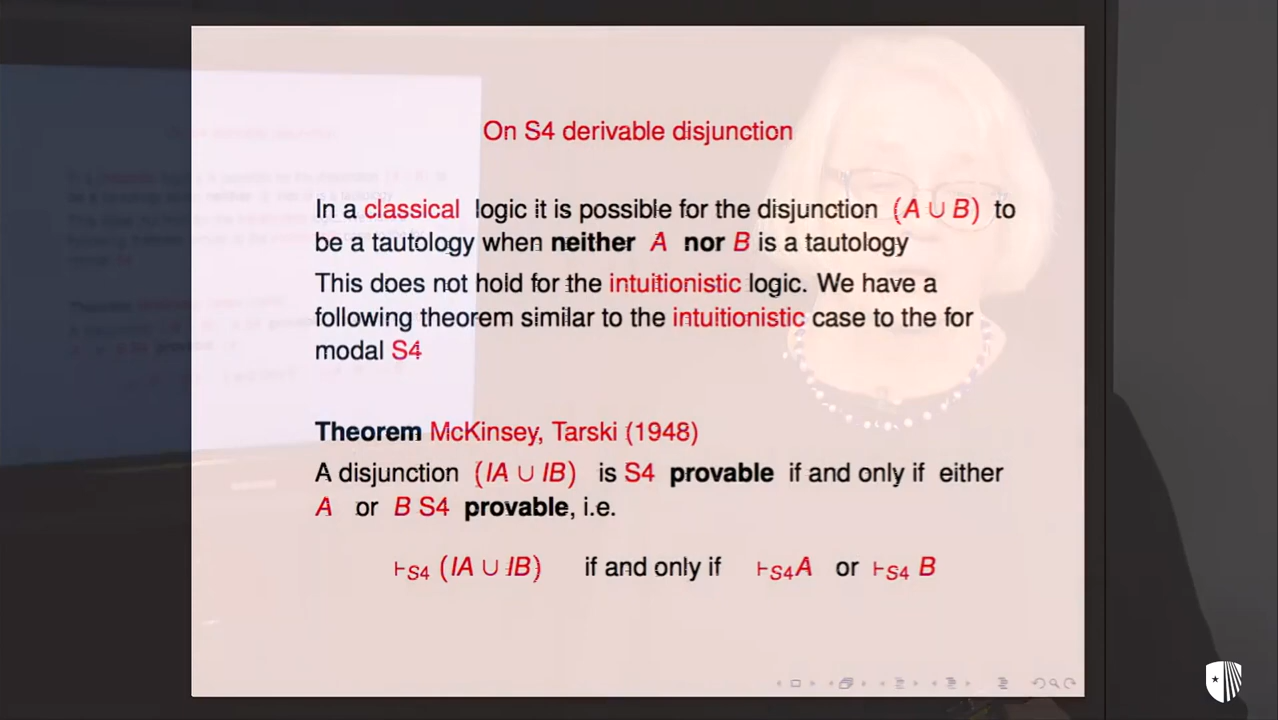 On S4 derivable disjunction
In a classical logic it is possible for the disjunction (A ∪ B) to
be a tautology when neither A nor B is a tautology
This does not hold for the intuitionistic logic. We have a
following theorem similar to the intuitionistic case to the for
modal S4
Theorem McKinsey, Tarski (1948)
A disjunction (IA ∪ IB) is S4 provable if and only if either
A or B S4 provable, i.e.
⊢S4 (IA ∪ IB) if and only if ⊢S4 A or ⊢S4 B